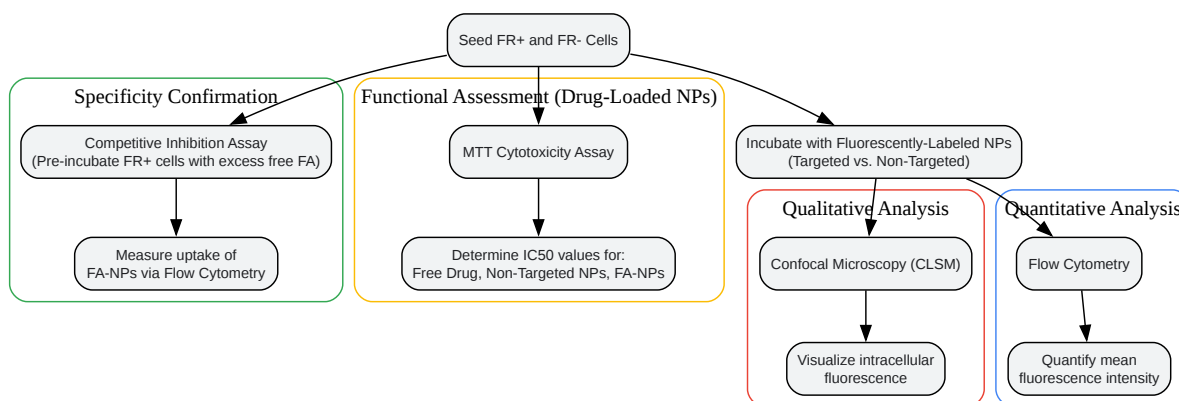 Seed FR+ and FR- Cells
Specificity Confirmation
Functional Assessment (Drug-Loaded NPs)
Competitive Inhibition Assay
(Pre-incubate FR+ cells with excess free FA)
MTT Cytotoxicity Assay
Incubate with Fluorescently-Labeled NPs
(Targeted vs. Non-Targeted)
Qualitative Analysis
Quantitative Analysis
Measure uptake of
FA-NPs via Flow Cytometry
Determine IC50 values for:
Free Drug, Non-Targeted NPs, FA-NPs
Confocal Microscopy (CLSM)
Flow Cytometry
Visualize intracellular
fluorescence
Quantify mean
fluorescence intensity